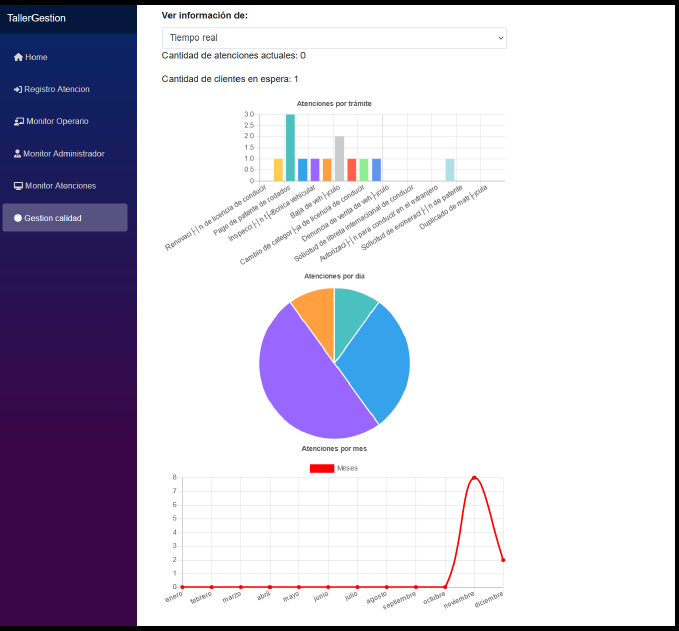 TallerGestion
Home
Registro Atencion
Monitor Operario
Monitor Administrador
Monitor Atenciones
Gestion calidad
Ver información de:
Tiempo real
Cantidad de atenciones actuales: 0
Cantidad de clientes en espera: 1
Atenciones por trámite
3.0
2.5
2.0
1.5
1.0
0.5
0
Renovaci├│n de licencia de conducir
Pago de patente de rodados
Inspecci├│n t├®cnica vehicular
Baja de veh├¡culo
Cambio de categor├¡a de licencia de conducir
Denuncia de venta de veh├¡culo
Solicitud de libreta internacional de conducir
Autorizaci├│n para conducir en el extranjero
Solicitud de exoneraci├│n de patente
Duplicado de matr├¡cula
Atenciones por dia
Atenciones por mes
Meses
8
7
6
5
4
3
2
1
0
enero
febrero
marzo
abril
mayo
junio
julio
agosto
septiembre
octubre
noviembre
diciembre